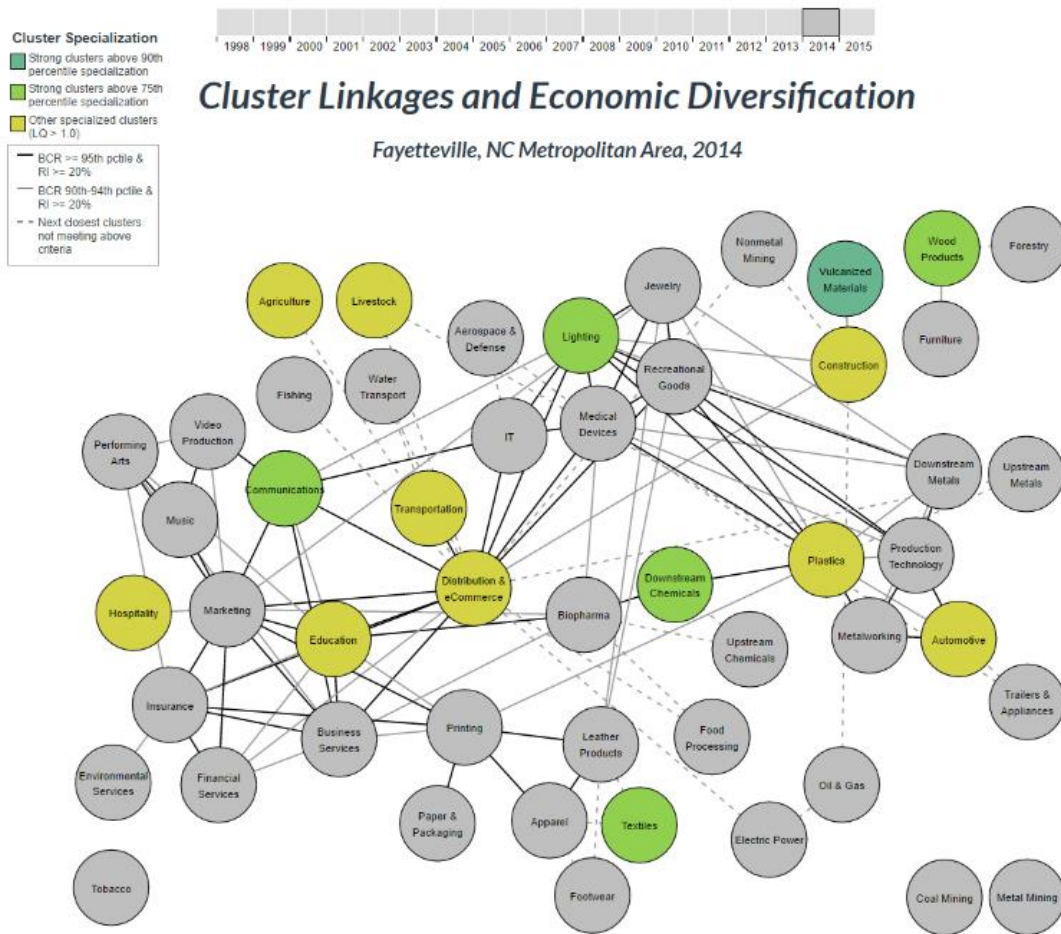 1998 1999 2000 2001 2002 2003 2004 2005 2006 2007 2008 2009 2010 2011 2012 2013 2014 2015
Cluster Specialization
Strong clusters above 90th
percentile specialization
Strong clusters above 75th
percentile specialization
Other specialized clusters
(LQ > 1.0)
BCR >= 95th pctile &
RI >= 20%
BCR 90th-94th pctile &
RI >= 20%
Next closest clusters
not meeting above
criteria
Cluster Linkages and Economic Diversification
Fayetteville, NC Metropolitan Area, 2014
Nonmetal
Mining
Wood
Products
Forestry
Vulcanized
Materials
Jewelry
Agriculture
Livestock
Aerospace &
Defense
Lighting
Furniture
Construction
Recreational
Goods
Fishing
Water
Transport
Medical
Devices
IT
Video
Production
Performing
Arts
Downstream
Metals
Upstream
Metals
Communications
Transportation
Music
Production
Technology
Plastics
Distribution &
eCommerce
Downstream
Chemicals
Hospitality
Marketing
Education
Biopharma
Metalworking
Automotive
Upstream
Chemicals
Insurance
Trailers &
Appliances
Business
Services
Printing
Leather
Products
Food
Processing
Environmental
Services
Financial
Services
Oil & Gas
Paper &
Packaging
Apparel
Textiles
Electric Power
Tobacco
Footwear
Coal Mining
Metal Mining